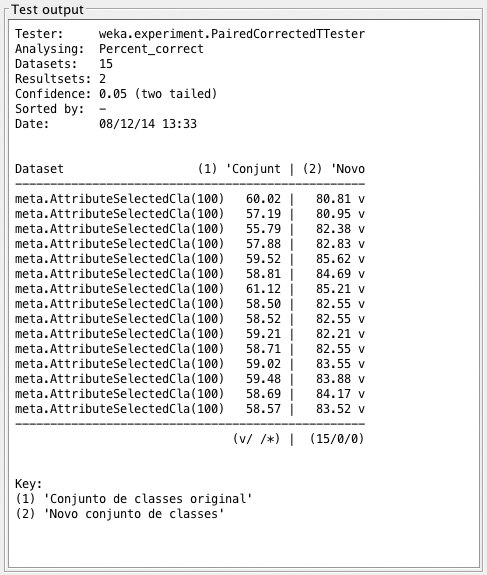 Test output
Tester:     weka.experiment.PairedCorrectedTTester
Analysing:  Percent_correct
Datasets:   15
Resultsets: 2
Confidence: 0.05 (two tailed)
Sorted by:  -
Date:       08/12/14 13:33
Dataset                   (1) 'Conjunt | (2) 'Novo
--------------------------------------------------
meta.AttributeSelectedCla(100)   60.02 |   80.81 v
meta.AttributeSelectedCla(100)   57.19 |   80.95 v
meta.AttributeSelectedCla(100)   55.79 |   82.38 v
meta.AttributeSelectedCla(100)   57.88 |   82.83 v
meta.AttributeSelectedCla(100)   59.52 |   85.62 v
meta.AttributeSelectedCla(100)   58.81 |   84.69 v
meta.AttributeSelectedCla(100)   61.12 |   85.21 v
meta.AttributeSelectedCla(100)   58.50 |   82.55 v
meta.AttributeSelectedCla(100)   58.52 |   82.55 v
meta.AttributeSelectedCla(100)   59.21 |   82.21 v
meta.AttributeSelectedCla(100)   58.71 |   82.55 v
meta.AttributeSelectedCla(100)   59.02 |   83.55 v
meta.AttributeSelectedCla(100)   59.48 |   83.88 v
meta.AttributeSelectedCla(100)   58.69 |   84.17 v
meta.AttributeSelectedCla(100)   58.57 |   83.52 v
--------------------------------------------------
                               (v/ /*) |  (15/0/0)
Key:
(1) 'Conjunto de classes original'
(2) 'Novo conjunto de classes'